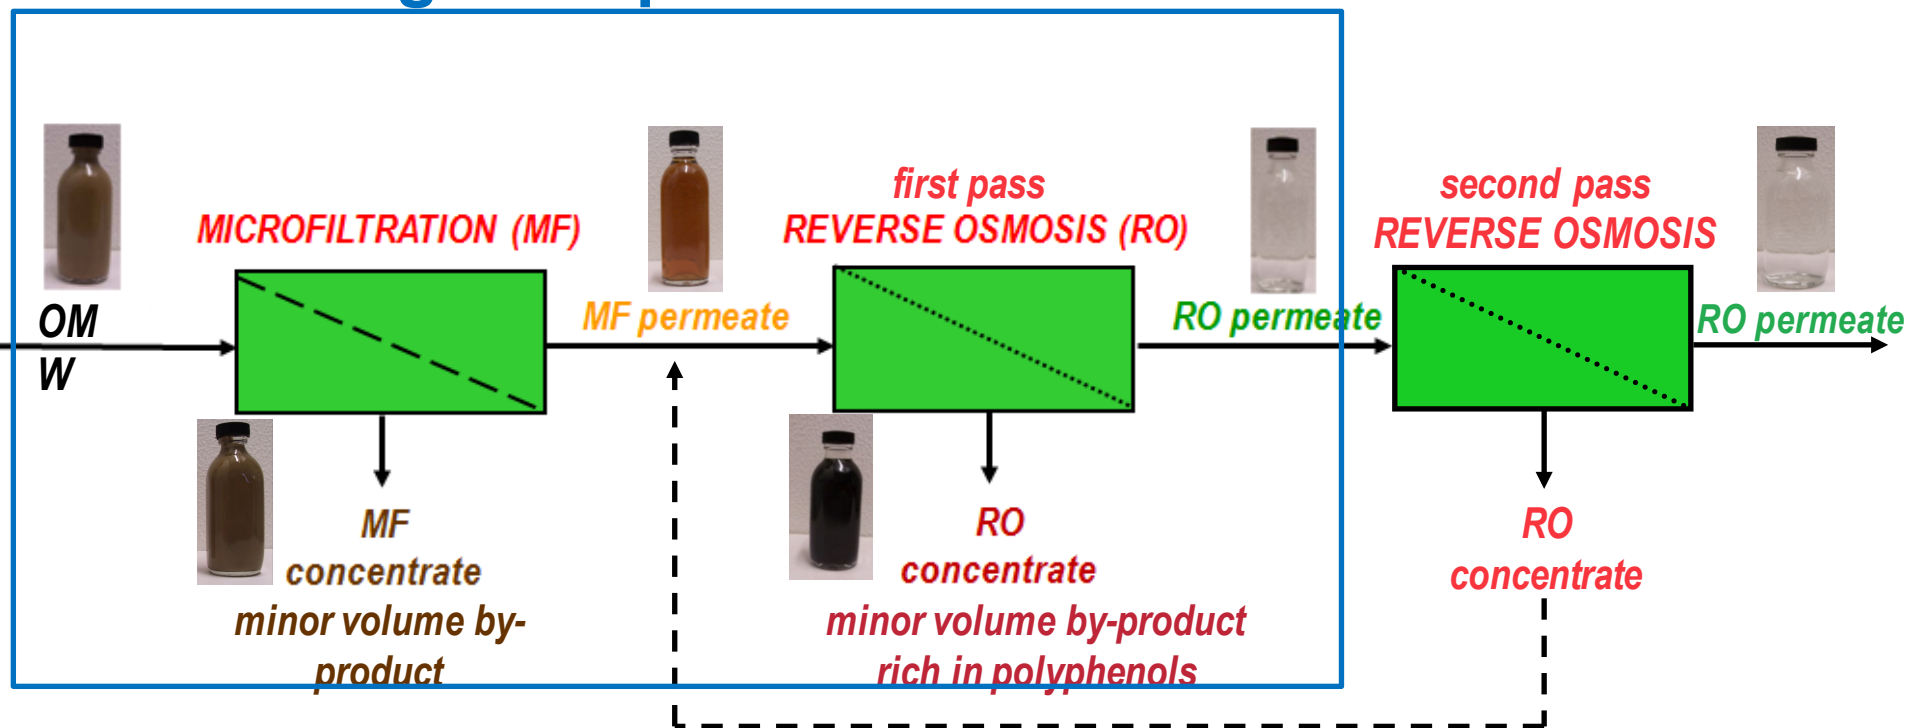 OM
W
MICROFILTRATION (MF)
MF permeate
first pass
REVERSE OSMOSIS (RO)
RO permeate
second pass
REVERSE OSMOSIS
RO permeate
MF
concentrate
minor volume by-
product
RO
concentrate
minor volume by-product
rich in polyphenols
RO
concentrate